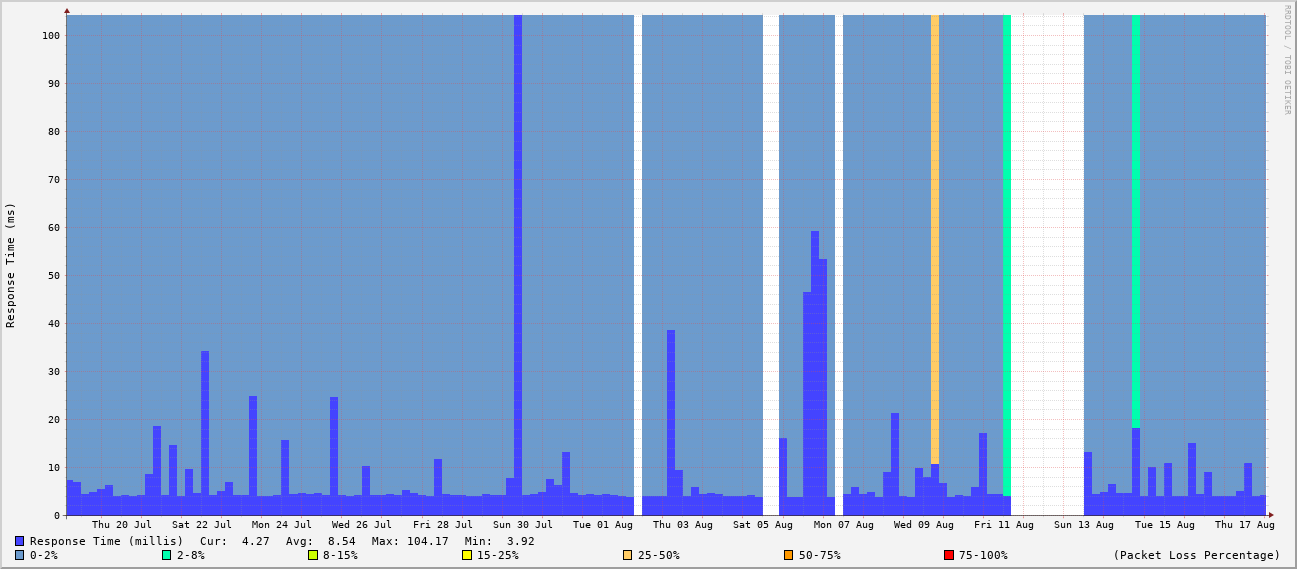 RRDTOOL / TOBI OETIKER
Response Time (ms)
100
90
80
70
60
50
40
30
20
10
0
Thu 20 Jul Sat 22 Jul Mon 24 Jul Wed 26 Jul Fri 28 Jul Sun 30 Jul Tue 01 Aug Thu 03 Aug Sat 05 Aug Mon 07 Aug Wed 09 Aug Fri 11 Aug Sun 13 Aug Tue 15 Aug Thu 17 Aug
Response Time (millis) Cur: 4.27 Avg: 8.54 Max: 104.17 Min: 3.92
0-2% 2-8% 8-15% 15-25% 25-50% 50-75% 75-100% (Packet Loss Percentage)